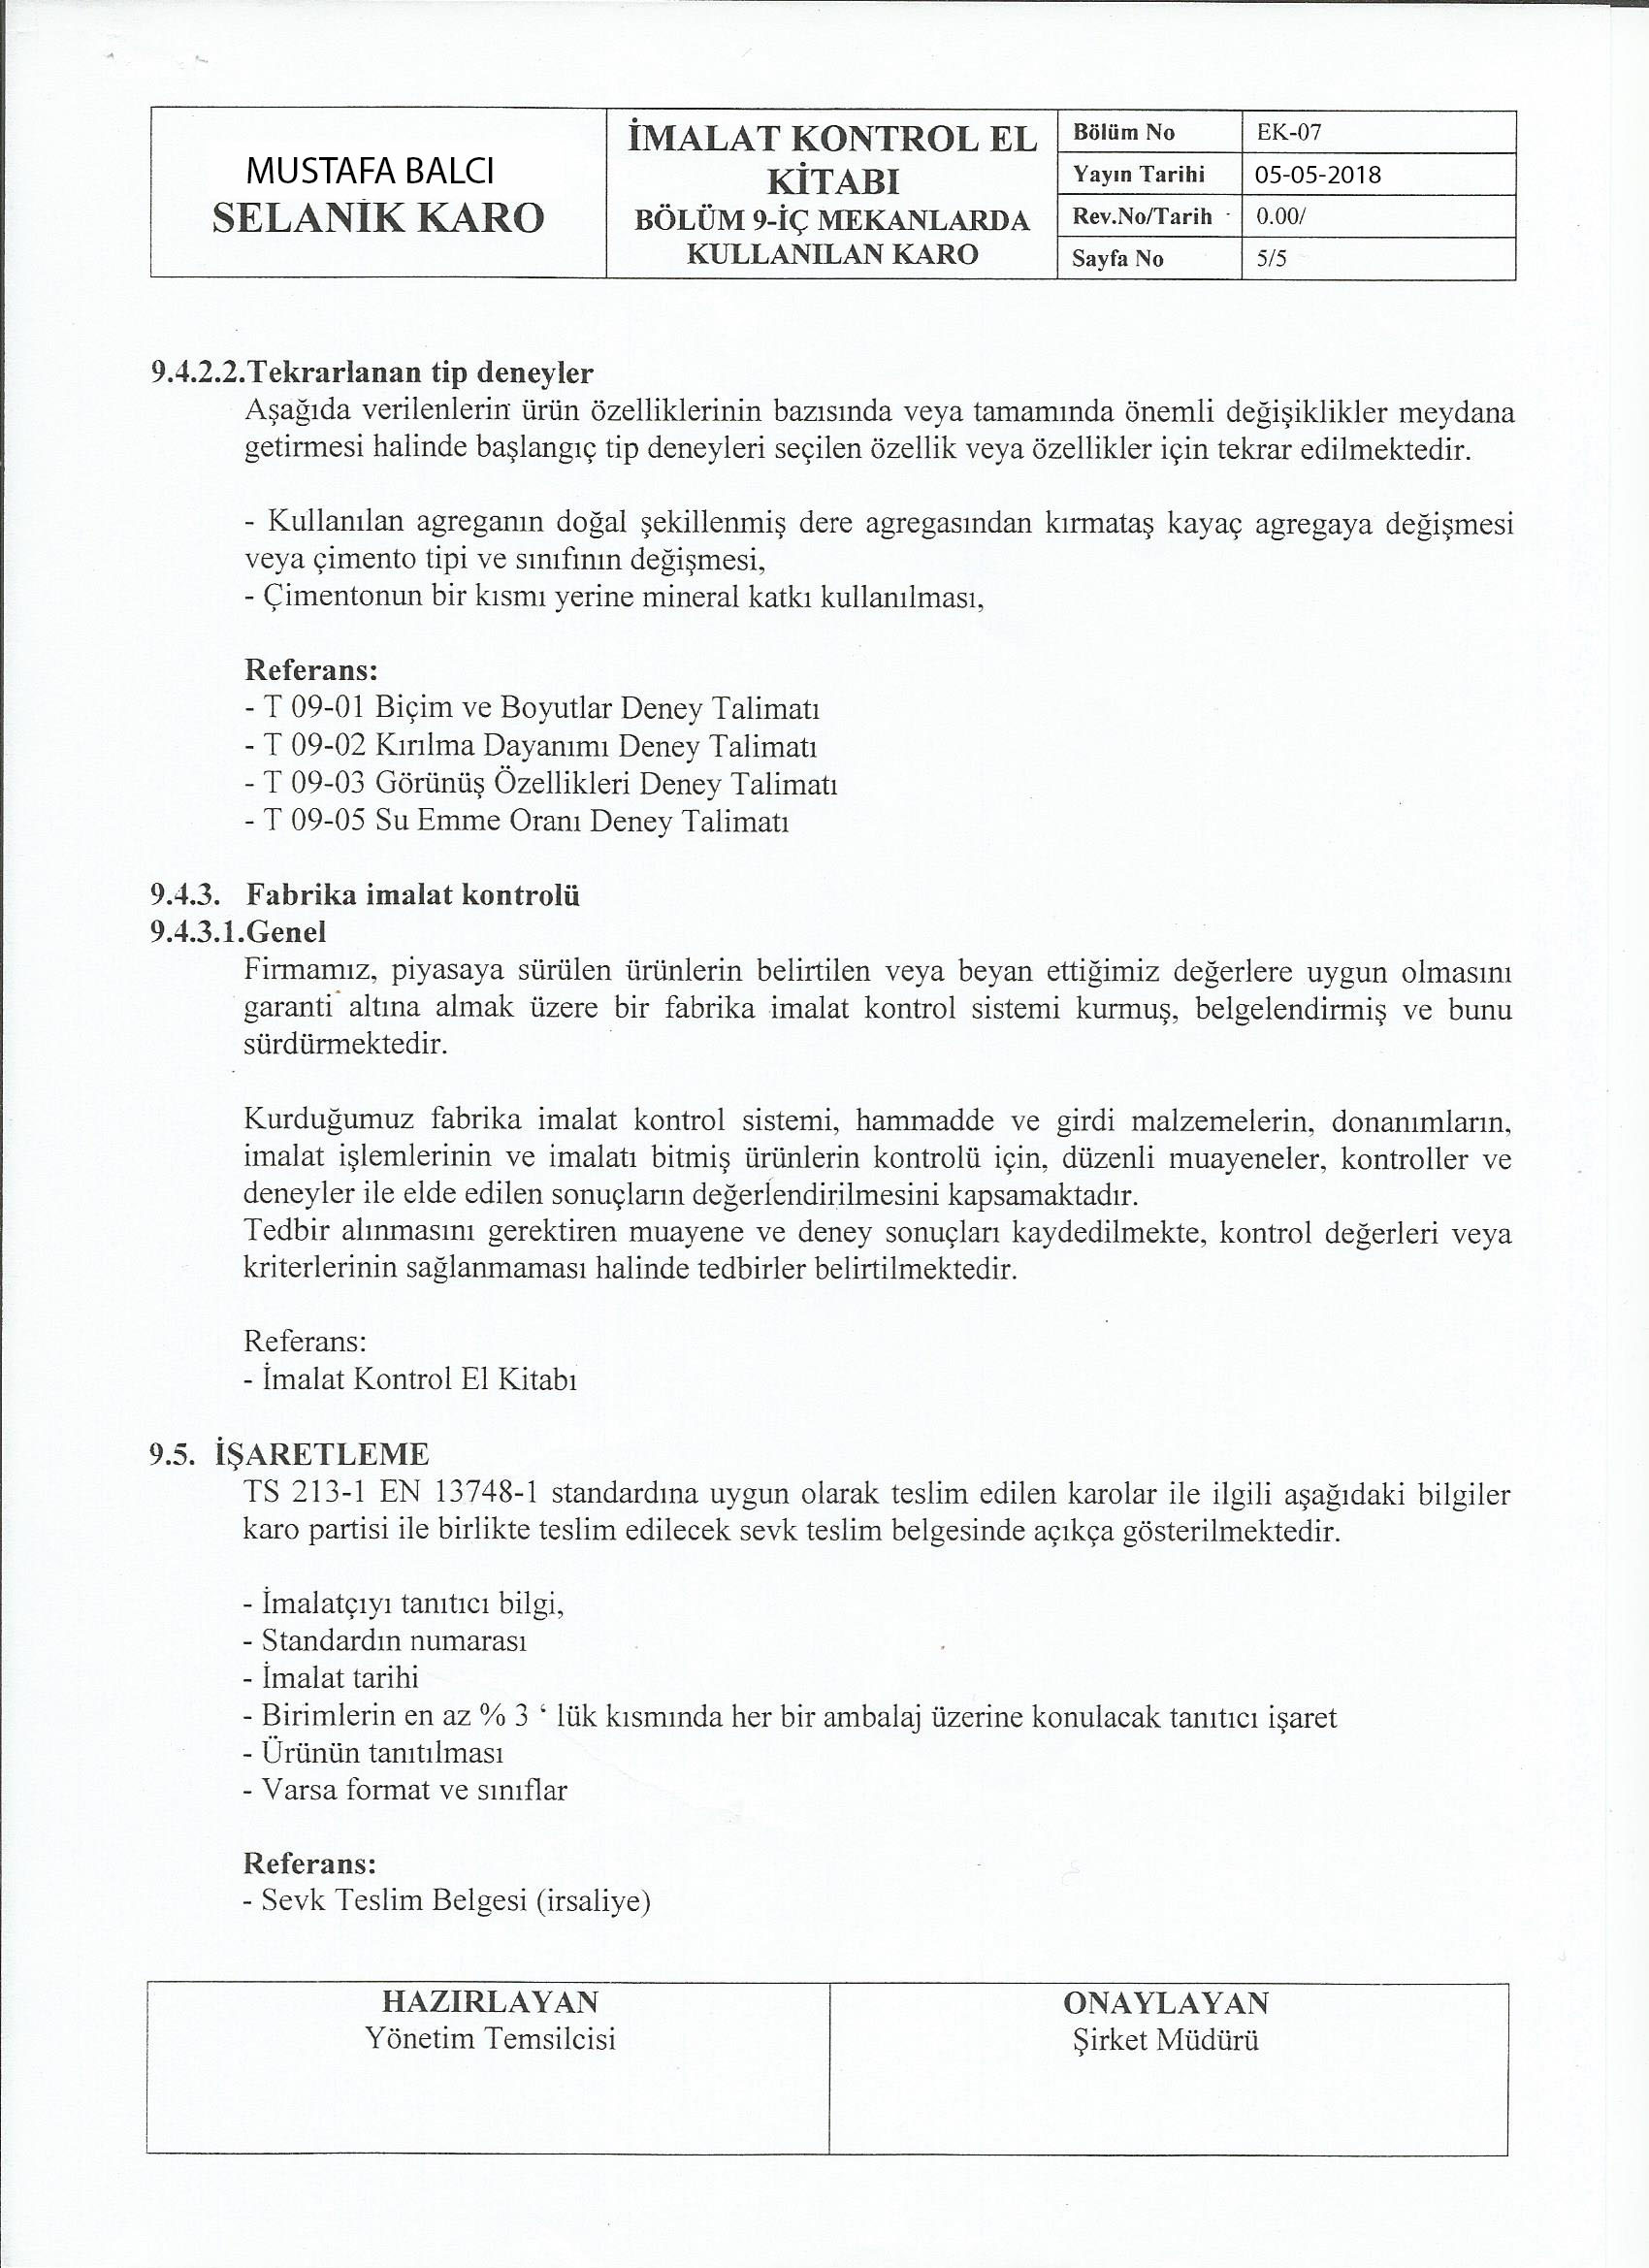 MUSTAFA BALCI
SELANİK KARO
İMALAT KONTROL EL
KİTABI
BÖLÜM 9-İÇ MEKANLARDA
KULLANILAN KARO
Bölüm No EK-07
Yayın Tarihi 05-05-2018
Rev.No/Tarih 0.00/
Sayfa No 5/5
9.4.2.2.Tekrarlanan tip deneyler
Aşağıda verilenlerin ürün özelliklerinin bazısında veya tamamında önemli değişiklikler meydana
getirmesi halinde başlangıç tip deneyleri seçilen özellik veya özellikler için tekrar edilmektedir.
- Kullanılan agreganın doğal şekillenmiş dere agregasından kırmataş kayaç agregaya değişmesi
veya çimento tipi ve sınıfının değişmesi,
- Çimentonun bir kısmı yerine mineral katkı kullanılması,
Referans:
- T 09-01 Biçim ve Boyutlar Deney Talimatı
- T 09-02 Kırılma Dayanımı Deney Talimatı
- T 09-03 Görünüş Özellikleri Deney Talimatı
- T 09-05 Su Emme Oranı Deney Talimatı
9.4.3. Fabrika imalat kontrolü
9.4.3.1.Genel
Firmamız, piyasaya sürülen ürünlerin belirtilen veya beyan ettiğimiz değerlere uygun olmasını
garanti altına almak üzere bir fabrika imalat kontrol sistemi kurmuş, belgelendirmiş ve bunu
sürdürmektedir.
Kurduğumuz fabrika imalat kontrol sistemi, hammadde ve girdi malzemelerin, donanımların,
imalat işlemlerinin ve imalatı bitmiş ürünlerin kontrolü için, düzenli muayeneler, kontroller ve
deneyler ile elde edilen sonuçların değerlendirilmesini kapsamaktadır.
Tedbir alınmasını gerektiren muayene ve deney sonuçları kaydedilmekte, kontrol değerleri veya
kriterlerinin sağlanmaması halinde tedbirler belirtilmektedir.
Referans:
- İmalat Kontrol El Kitabı
9.5. İŞARETLEME
TS 213-1 EN 13748-1 standardına uygun olarak teslim edilen karolar ile ilgili aşağıdaki bilgiler
karo partisi ile birlikte teslim edilecek sevk teslim belgesinde açıkça gösterilmektedir.
- İmalatçıyı tanıtıcı bilgi,
- Standardın numarası
- İmalat tarihi
- Birimlerin en az % 3 ‘ lük kısmında her bir ambalaj üzerine konulacak tanıtıcı işaret
- Ürünün tanıtılması
- Varsa format ve sınıflar
Referans:
- Sevk Teslim Belgesi (irsaliye)
HAZIRLAYAN
Yönetim Temsilcisi
ONAYLAYAN
Şirket Müdürü